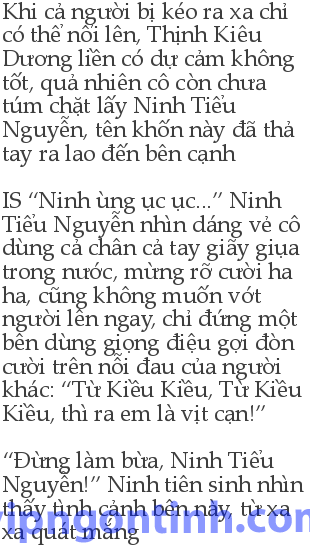 Khi cả người bị kéo ra xa chỉ
có thể nổi lên, Thịnh Kiêu
Dương liền có dự cảm không
tốt, quả nhiên cô còn chưa
túm chặt lấy Ninh Tiểu
Nguyễn, tên khốn này đã thả
tay ra lao đến bên cạnh
IS “Ninh ùng ục ục...” Ninh
Tiểu Nguyễn nhìn dáng vẻ cô
dùng cả chân cả tay giãy giụa
trong nước, mừng rỡ cười ha
ha, cũng không muốn vớt
người lên ngay, chỉ đứng một
bên dùng giọng điệu gợi đòn
cười trên nỗi đau của người
khác: “Từ Kiều Kiều, Từ Kiều
Kiều, thì ra em là vịt cạn!”
“Đừng làm bừa, Ninh Tiểu
Nguyễn!” Ninh tiên sinh nhìn
thấy tình cảnh bên này, từ xa
xa quát mắng
vipngontinh.com